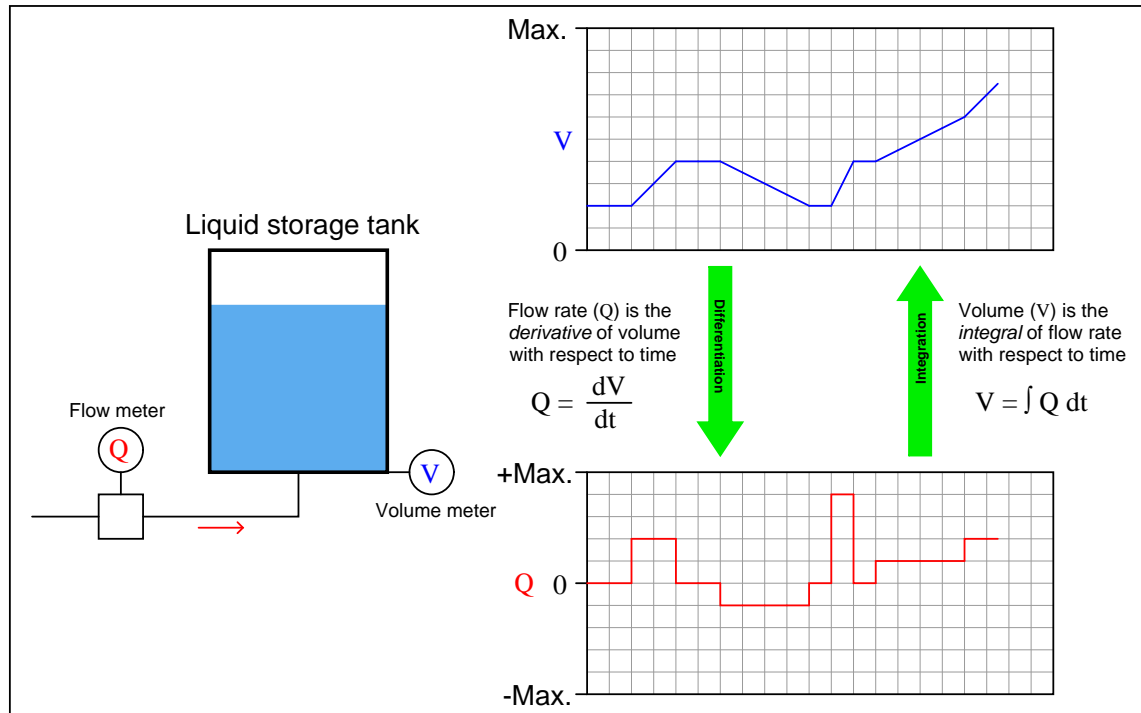 Liquid storage tank
Flow meter
Q
V
Volume meter
Max.
V
0
Flow rate (Q) is the
derivative of volume
with respect to time
Q = dV
dt
Differentiation
Integration
Volume (V) is the
integral of flow rate
with respect to time
V = ∫ Q dt
+Max.
Q 0
-Max.